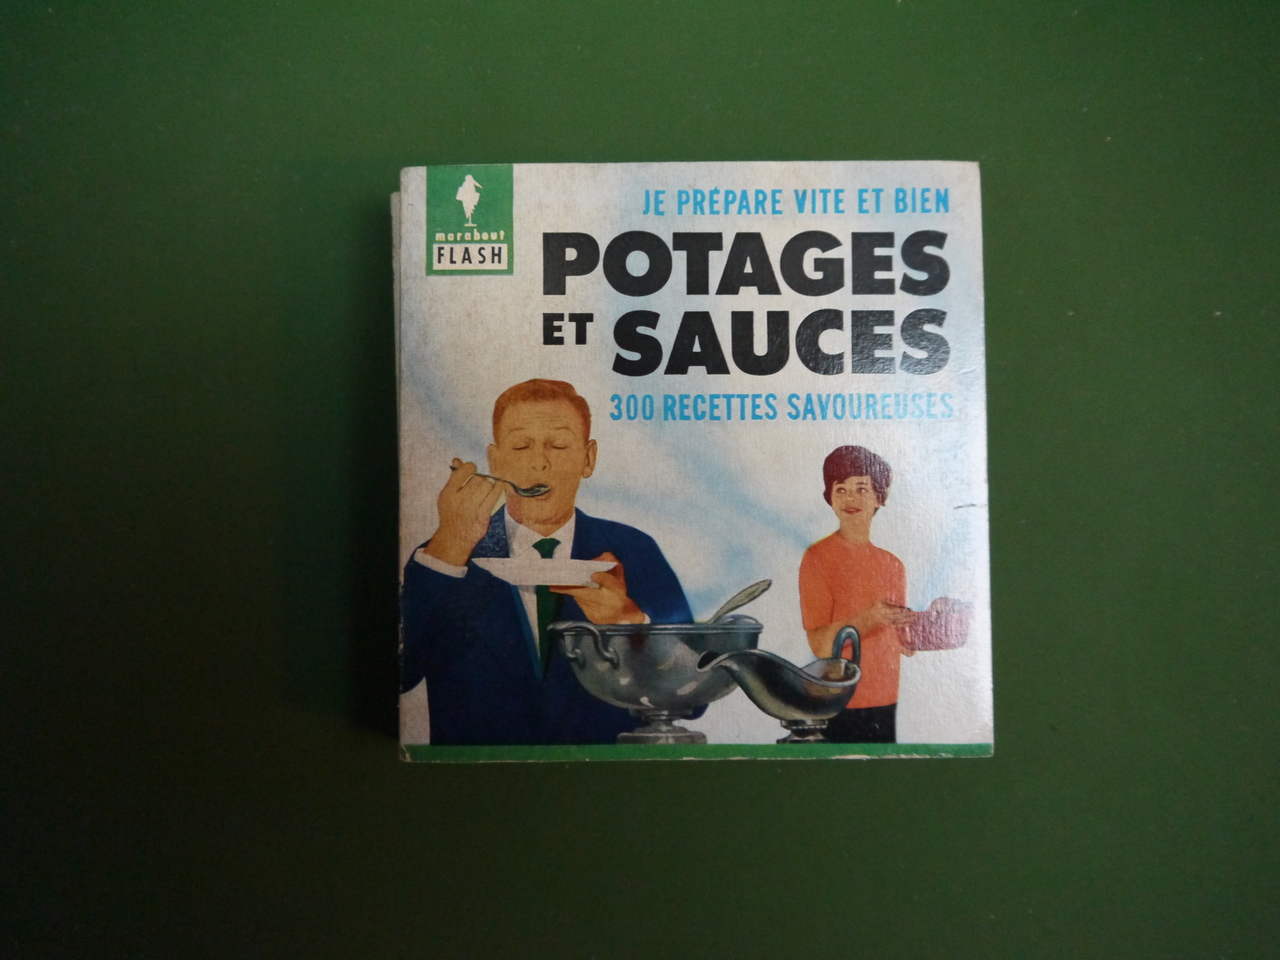 marabout
FLASH
JE PRÉPARE VITE ET BIEN
POTAGES
ET SAUCES
300 RECETTES SAVOUREUSES